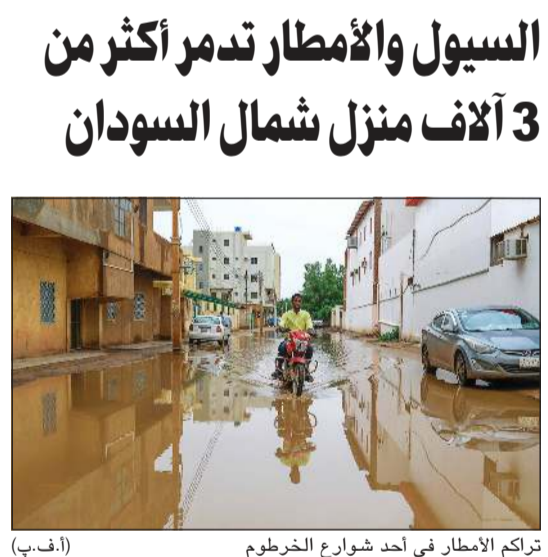 السيول والأمطار تدمر أكثر من
3 آلاف منزل شمال السودان
تراكم الأمطار في أحد شوارع الخرطوم (أ.ف.پ)